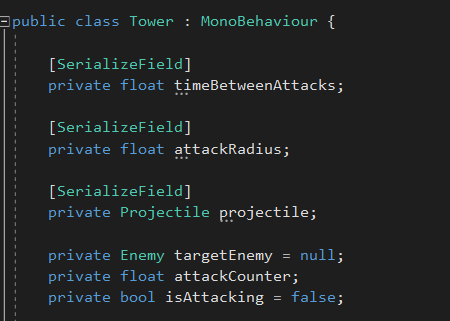 public class Tower : MonoBehaviour {
[SerializeField]
private float timeBetweenAttacks;
[SerializeField]
private float attackRadius;
[SerializeField]
private Projectile projectile;
private Enemy targetEnemy = null;
private float attackCounter;
private bool isAttacking = false;